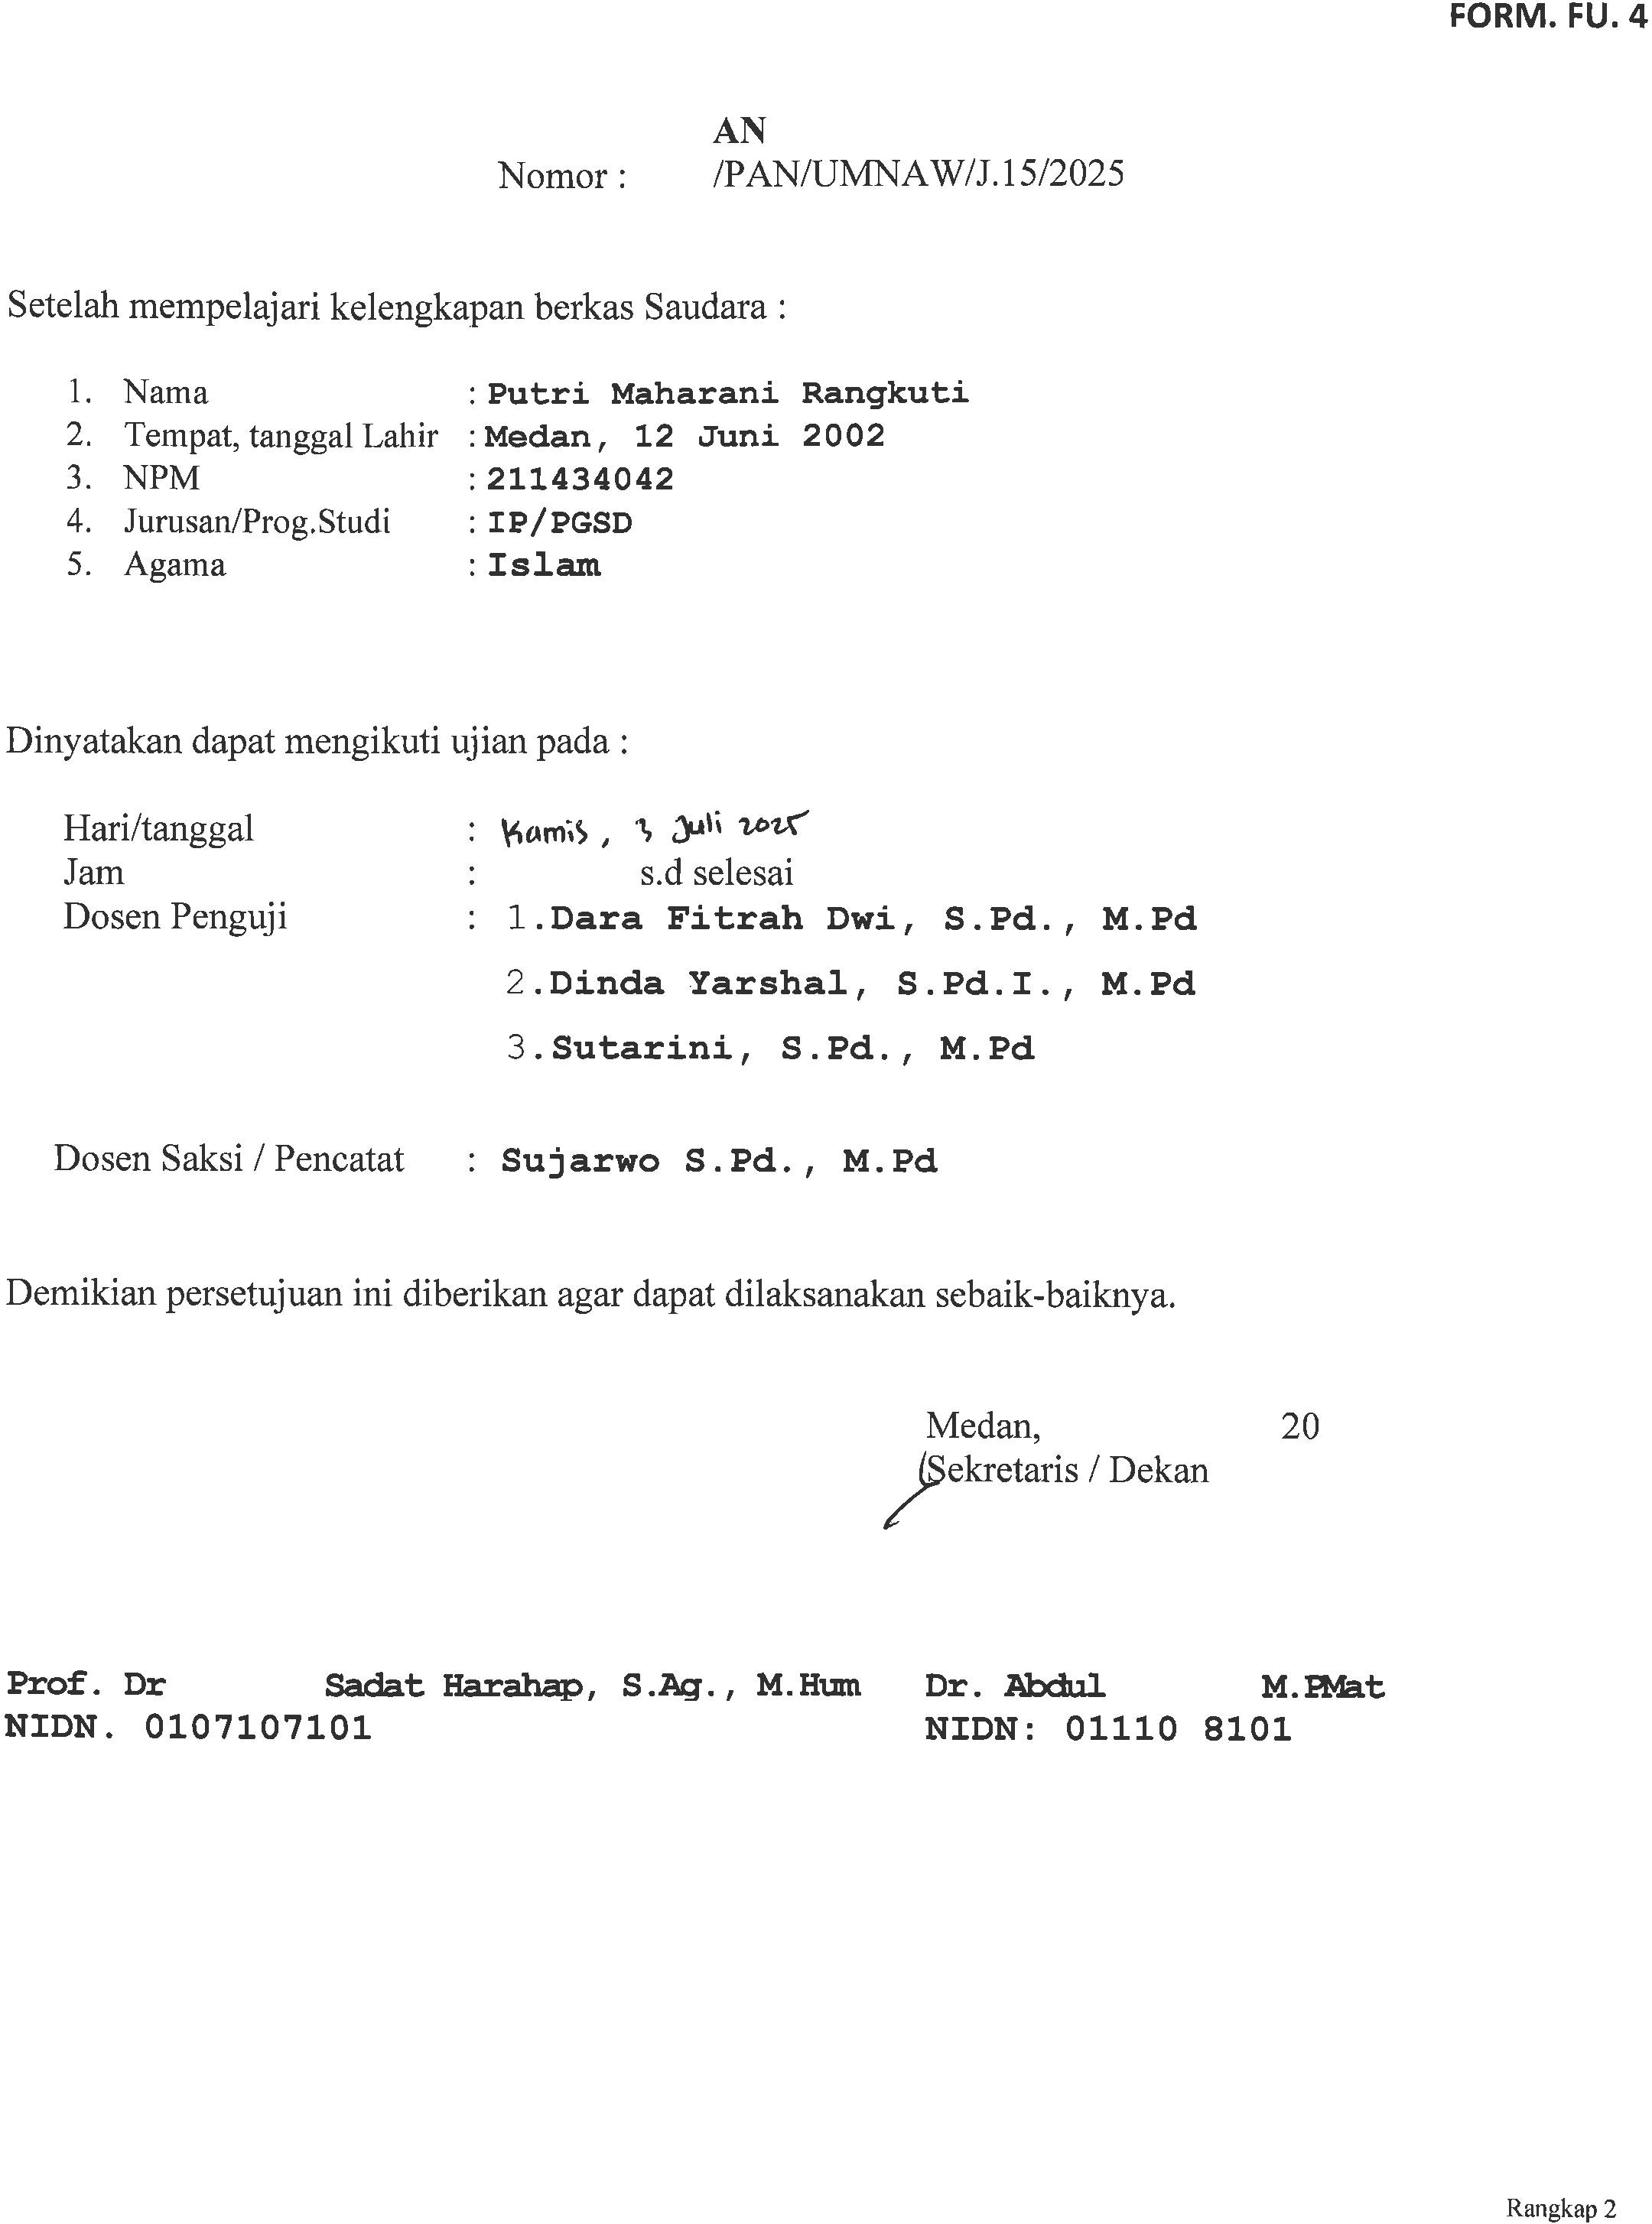 FORM. FU. 4
AN
Nomor : /PAN/UMNAW/J.15/2025
Setelah mempelajari kelengkapan berkas Saudara :
1. Nama : Putri Maharani Rangkuti
2. Tempat, tanggal Lahir : Medan, 12 Juni 2002
3. NPM : 211434042
4. Jurusan/Prog.Studi : IP/PGSD
5. Agama : Islam
Dinyatakan dapat mengikuti ujian pada :
Hari/tanggal : Kamis, 3 Juli 2025
Jam : s.d selesai
Dosen Penguji : 1.Dara Fitrah Dwi, S.Pd., M.Pd
2.Dinda Yarshal, S.Pd.I., M.Pd
3.Sutarini, S.Pd., M.Pd
Dosen Saksi / Pencatat : Sujarwo S.Pd., M.Pd
Demikian persetujuan ini diberikan agar dapat dilaksanakan sebaik-baiknya.
Medan, 20
Sekretaris / Dekan
Prof. Dr Sadat Harahap, S.Ag., M.Hum Dr. Abdul M.PMat
NIDN. 0107107101 NIDN: 01110 8101
Rangkap 2